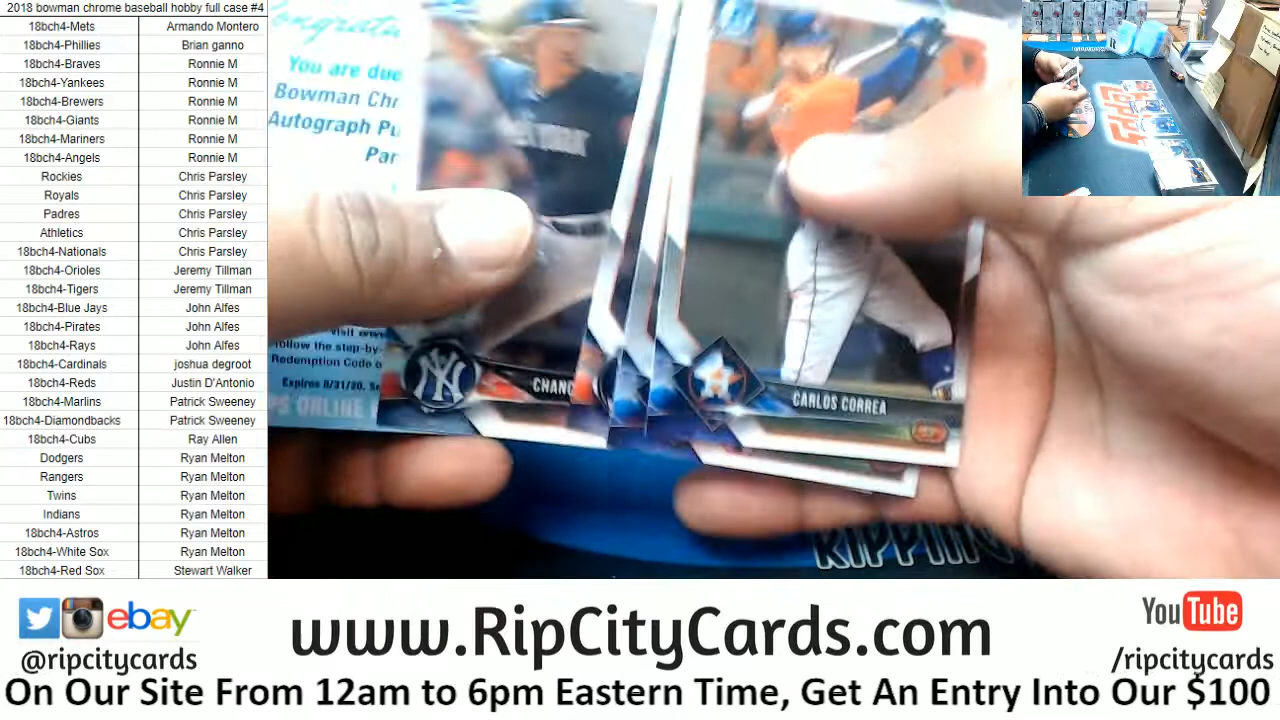 2018 bowman chrome baseball hobby full case #4
18bch4-Mets Armando Montero
18bch4-Phillies Brian ganno
18bch4-Braves Ronnie M
18bch4-Yankees Ronnie M
18bch4-Brewers Ronnie M
18bch4-Giants Ronnie M
18bch4-Mariners Ronnie M
18bch4-Angels Ronnie M
Rockies Chris Parsley
Royals Chris Parsley
Padres Chris Parsley
Athletics Chris Parsley
18bch4-Nationals Chris Parsley
18bch4-Orioles Jeremy Tillman
18bch4-Tigers Jeremy Tillman
18bch4-Blue Jays John Alfes
18bch4-Pirates John Alfes
18bch4-Rays John Alfes
18bch4-Cardinals joshua degroot
18bch4-Reds Justin D'Antonio
18bch4-Marlins Patrick Sweeney
18bch4-Diamondbacks Patrick Sweeney
18bch4-Cubs Ray Allen
Dodgers Ryan Melton
Rangers Ryan Melton
Twins Ryan Melton
Indians Ryan Melton
18bch4-Astros Ryan Melton
18bch4-White Sox Ryan Melton
18bch4-Red Sox Stewart Walker
You are due
Bowman Chr
Autograph Pu
Par
follow the step-by-
Redemption Code o
Expires 8/31/20. Se
PS ONLINE
CHANC
CARLOS CORREA
RIPPIN
ebay
@ripcitycards
www.RipCityCards.com
YouTube
/ripcitycards
On Our Site From 12am to 6pm Eastern Time, Get An Entry Into Our $100